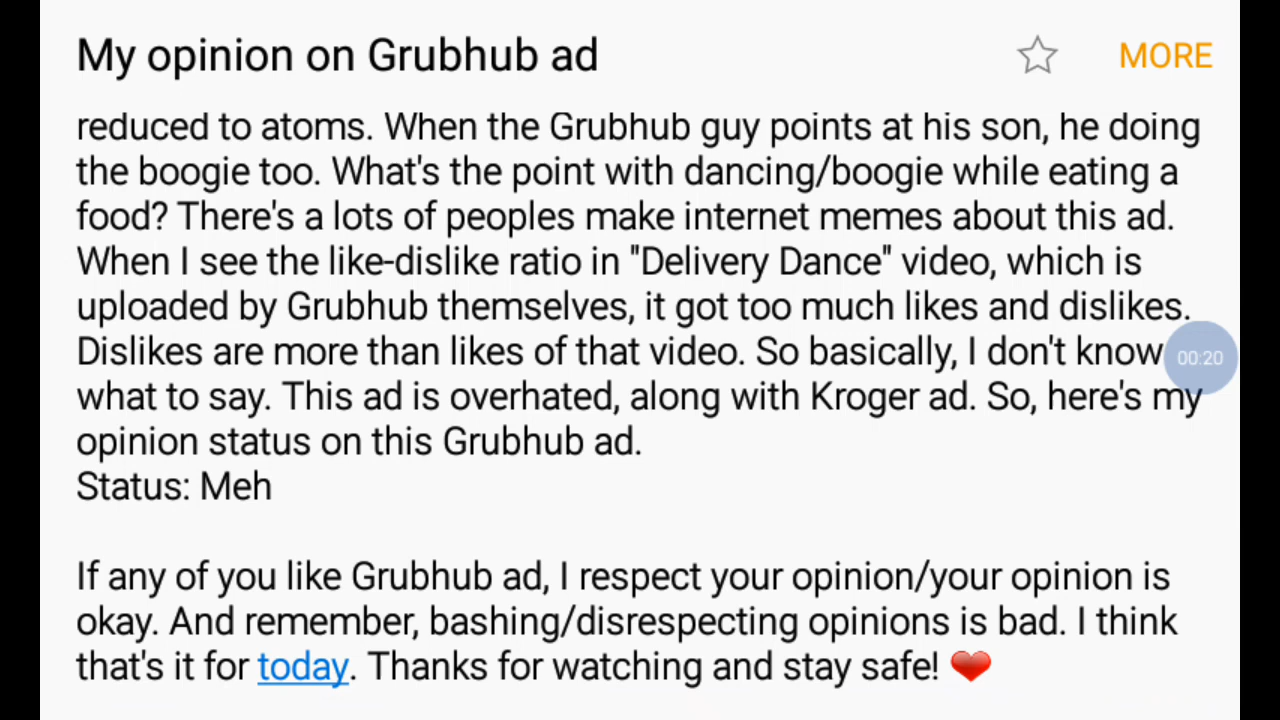 My opinion on Grubhub ad
MORE
reduced to atoms. When the Grubhub guy points at his son, he doing
the boogie too. What's the point with dancing/boogie while eating a
food? There's a lots of peoples make internet memes about this ad.
When I see the like-dislike ratio in "Delivery Dance" video, which is
uploaded by Grubhub themselves, it got too much likes and dislikes.
Dislikes are more than likes of that video. So basically, I don't know
00:20
what to say. This ad is overhated, along with Kroger ad. So, here's my
opinion status on this Grubhub ad.
Status: Meh
If any of you like Grubhub ad, I respect your opinion/your opinion is
okay. And remember, bashing/disrespecting opinions is bad. I think
that's it for today. Thanks for watching and stay safe! ❤